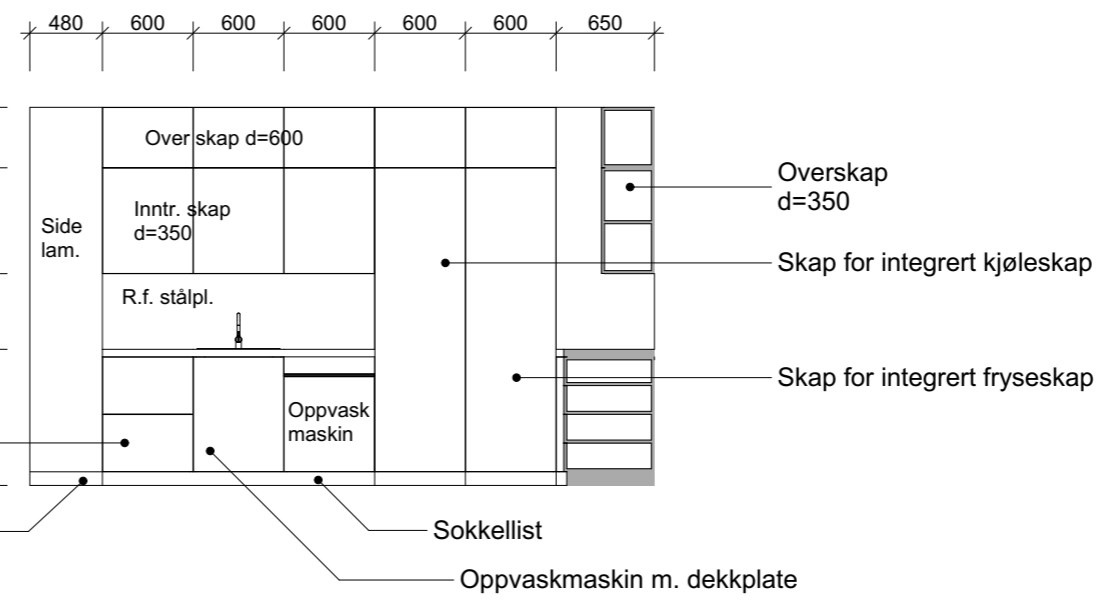 480 600 600 600 600 600 650
Over skap d=600
Overskap
d=350
Inntr. skap
d=350
Side
lam.
Skap for integrert kjøleskap
R.f. stålpl.
Skap for integrert fryseskap
Oppvask
maskin
Sokkellist
Oppvaskmaskin m. dekkplate